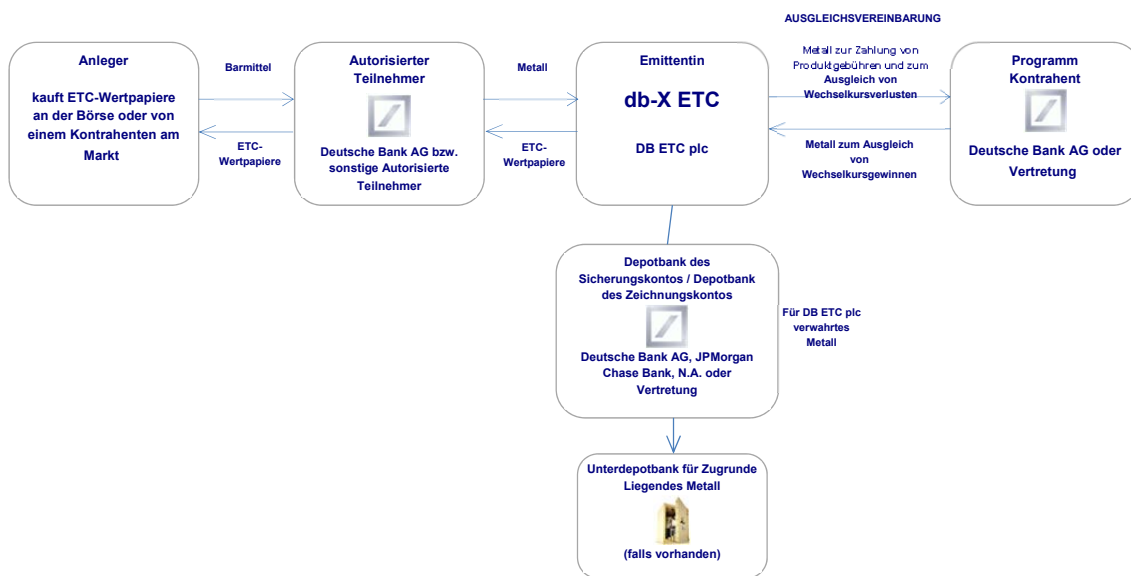 AUSGLEICHSVEREINBARUNG
Anleger
kauft ETC-Wertpapiere
an der Börse oder von
einem Kontrahenten am
Markt
Barmittel
ETC-
Wertpapiere
Autorisierter
Teilnehmer
Deutsche Bank AG bzw.
sonstige Autorisierte
Teilnehmer
Metall
ETC-
Wertpapiere
Emittentin
db-X ETC
DB ETC plc
Metall zur Zahlung von
Produktgebühren und zum
Ausgleich von
Wechselkursverlusten
Metall zum Ausgleich
von
Wechselkursgewinnen
Programm
Kontrahent
Deutsche Bank AG oder
Vertretung
Depotbank des
Sicherungskontos / Depotbank
des Zeichnungskontos
Deutsche Bank AG, JPMorgan
Chase Bank, N.A. oder
Vertretung
Für DB ETC plc
verwahrtes
Metall
Unterdepotbank für Zugrunde
Liegendes Metall
(falls vorhanden)